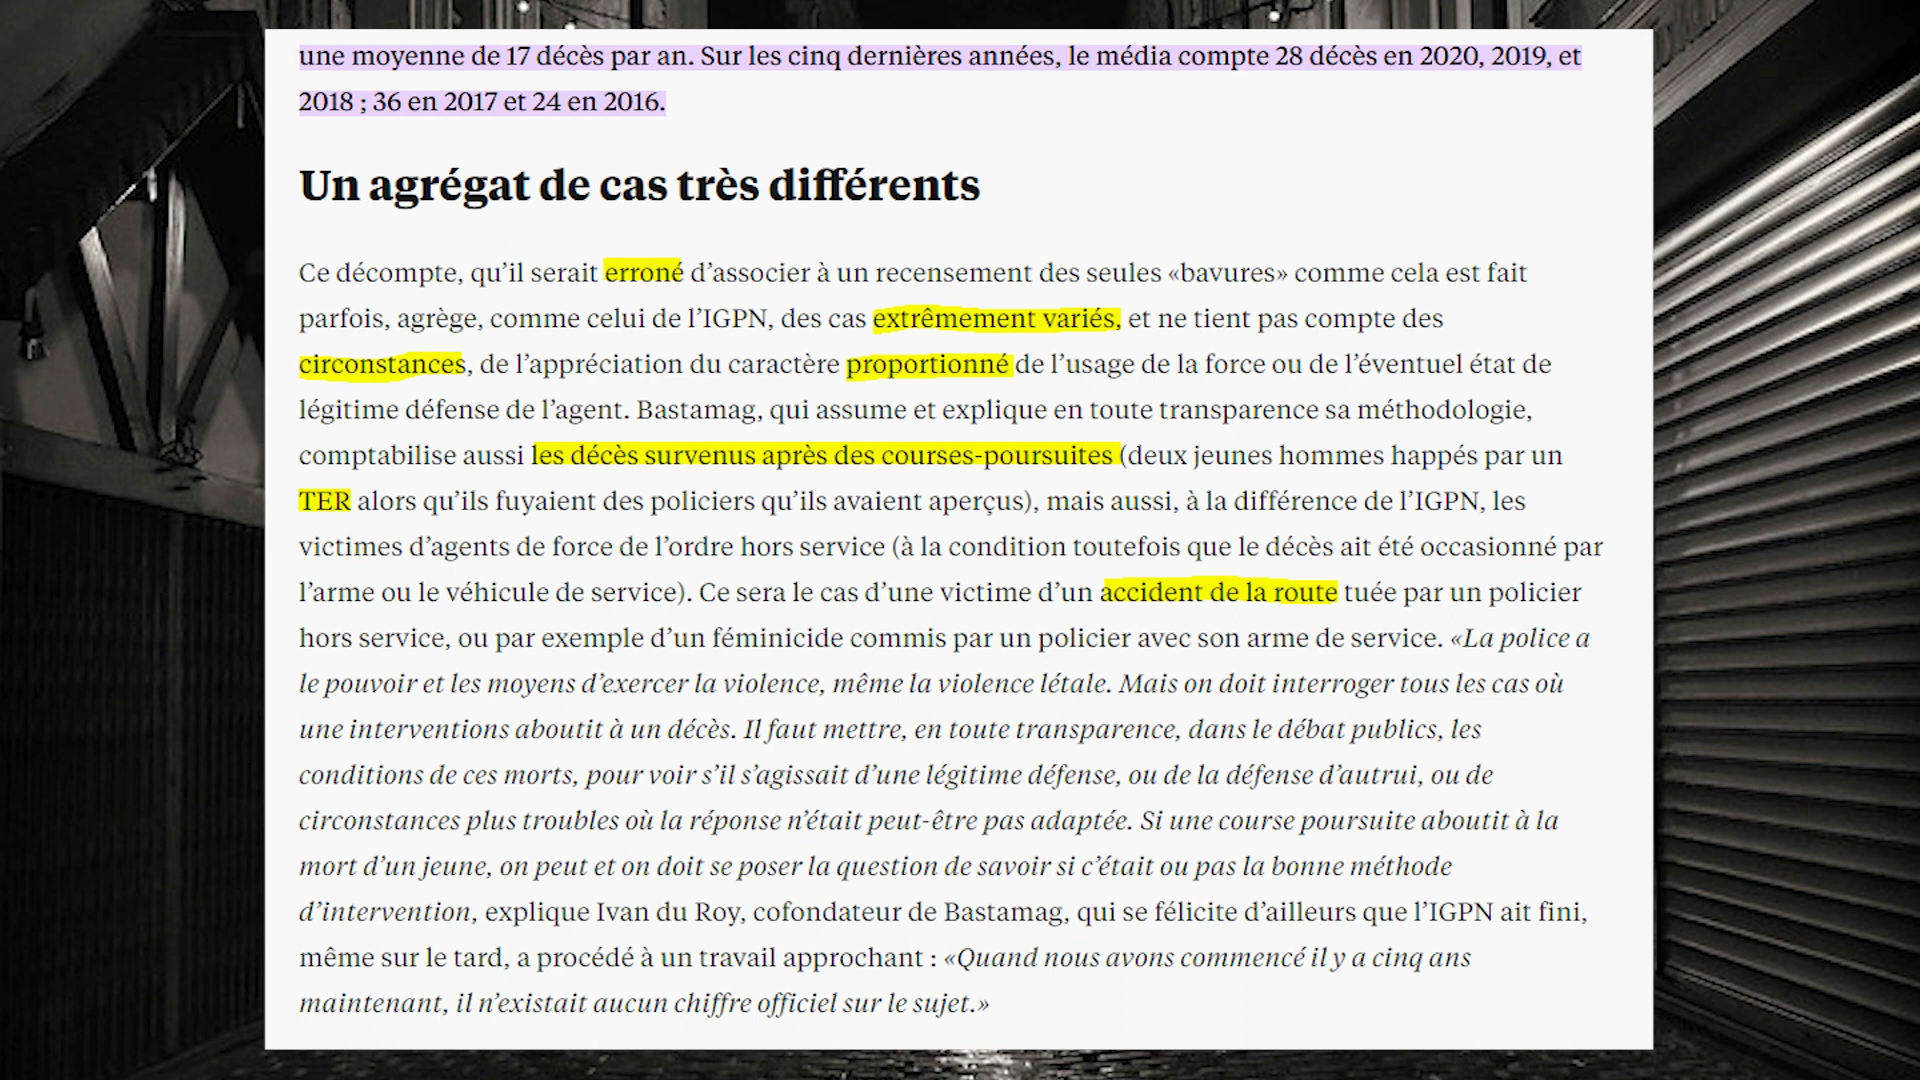 une moyenne de 17 décès par an. Sur les cinq dernières années, le média compte 28 décès en 2020, 2019, et
2018 ; 36 en 2017 et 24 en 2016.
Un agrégat de cas très différents
Ce décompte, qu’il serait erroné d’associer à un recensement des seules «bavures» comme cela est fait
parfois, agrège, comme celui de l’IGPN, des cas extrêmement variés, et ne tient pas compte des
circonstances, de l’appréciation du caractère proportionné de l’usage de la force ou de l’éventuel état de
légitime défense de l’agent. Bastamag, qui assume et explique en toute transparence sa méthodologie,
comptabilise aussi les décès survenus après des courses-poursuites (deux jeunes hommes happés par un
TER alors qu’ils fuyaient des policiers qu’ils avaient aperçus), mais aussi, à la différence de l’IGPN, les
victimes d’agents de force de l’ordre hors service (à la condition toutefois que le décès ait été occasionné par
l’arme ou le véhicule de service). Ce sera le cas d’une victime d’un accident de la route tuée par un policier
hors service, ou par exemple d’un féminicide commis par un policier avec son arme de service. «La police a
le pouvoir et les moyens d’exercer la violence, même la violence létale. Mais on doit interroger tous les cas où
une interventions aboutit à un décès. Il faut mettre, en toute transparence, dans le débat publics, les
conditions de ces morts, pour voir s’il s’agissait d’une légitime défense, ou de la défense d’autrui, ou de
circonstances plus troubles où la réponse n’était peut-être pas adaptée. Si une course poursuite aboutit à la
mort d’un jeune, on peut et on doit se poser la question de savoir si c’était ou pas la bonne méthode
d’intervention, explique Ivan du Roy, cofondateur de Bastamag, qui se félicite d’ailleurs que l’IGPN ait fini,
même sur le tard, a procédé à un travail approchant : «Quand nous avons commencé il y a cinq ans
maintenant, il n’existait aucun chiffre officiel sur le sujet.»